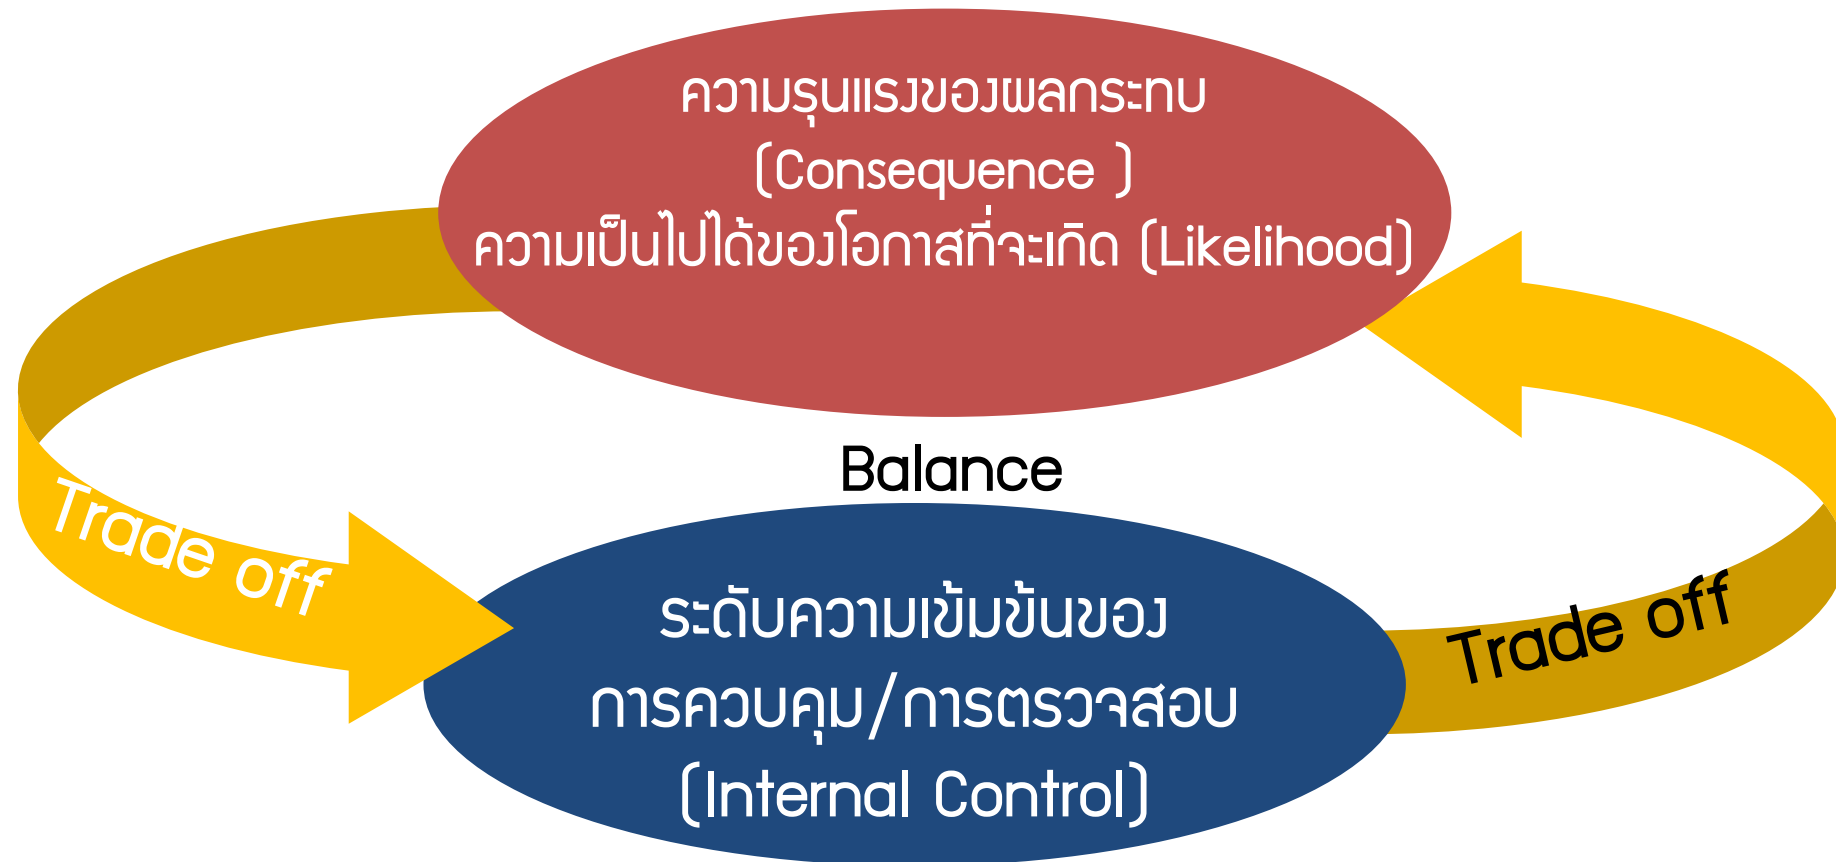 ความรุนแรงของผลกระทบ
(Consequence )
ความเป็นไปได้ของโอกาสที่จะเกิด (Likelihood)
Balance
Trade off
ระดับความเข้มข้นของ
การควบคุม/การตรวจสอบ
(Internal Control)
Trade off